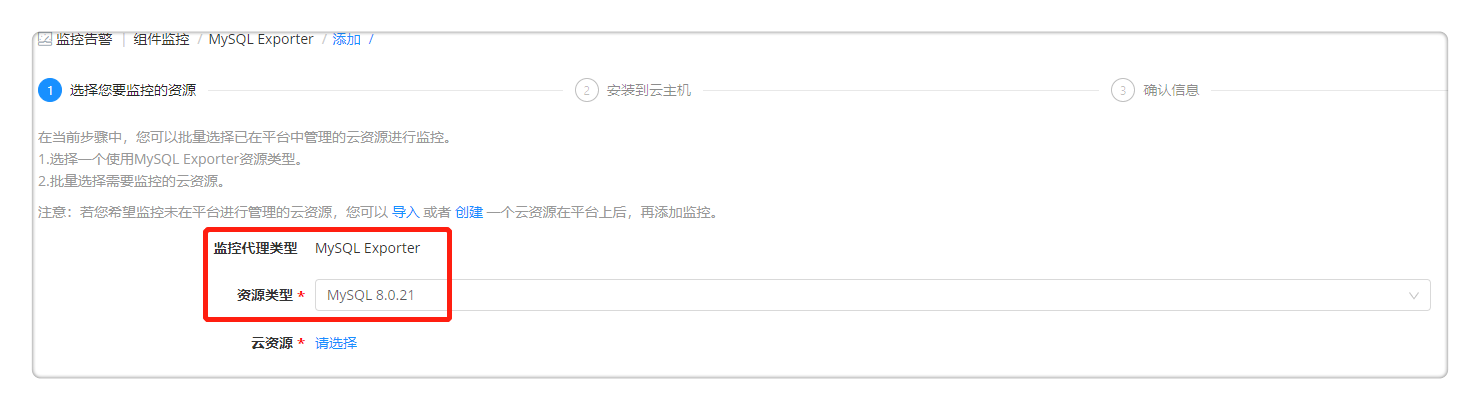 监控告警 | 组件监控 / MySQL Exporter / 添加 /
1 选择您要监控的资源 2 安装到云主机 3 确认信息
在当前步骤中，您可以批量选择已在平台中管理的云资源进行监控。
1.选择一个使用MySQL Exporter资源类型。
2.批量选择需要监控的云资源。
注意：若您希望监控未在平台进行管理的云资源，您可以 导入 或者 创建 一个云资源在平台上后，再添加监控。
监控代理类型 MySQL Exporter
资源类型 * MySQL 8.0.21
云资源 * 请选择